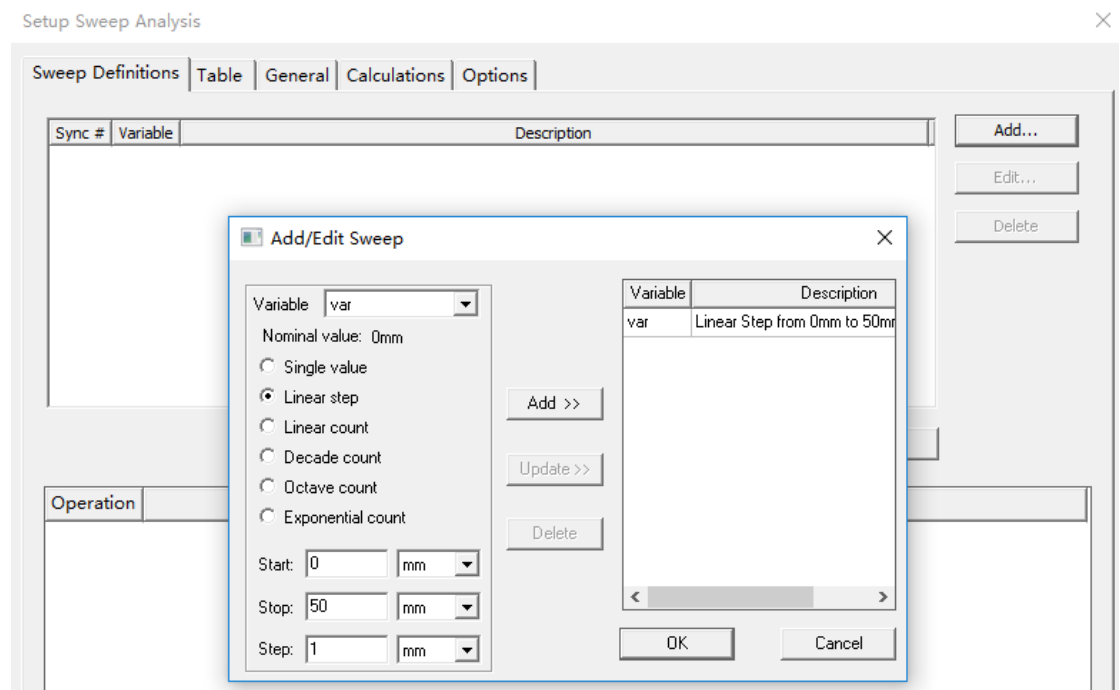 Setup Sweep Analysis
Sweep Definitions Table General Calculations Options
Sync # Variable Description
Add...
Edit...
Delete
Operation
Add/Edit Sweep
Variable var
Nominal value: 0mm
Single value
Linear step
Linear count
Decade count
Octave count
Exponential count
Start: 0 mm
Stop: 50 mm
Step: 1 mm
Add >>
Update >>
Delete
Variable Description
var Linear Step from 0mm to 50mm
OK Cancel